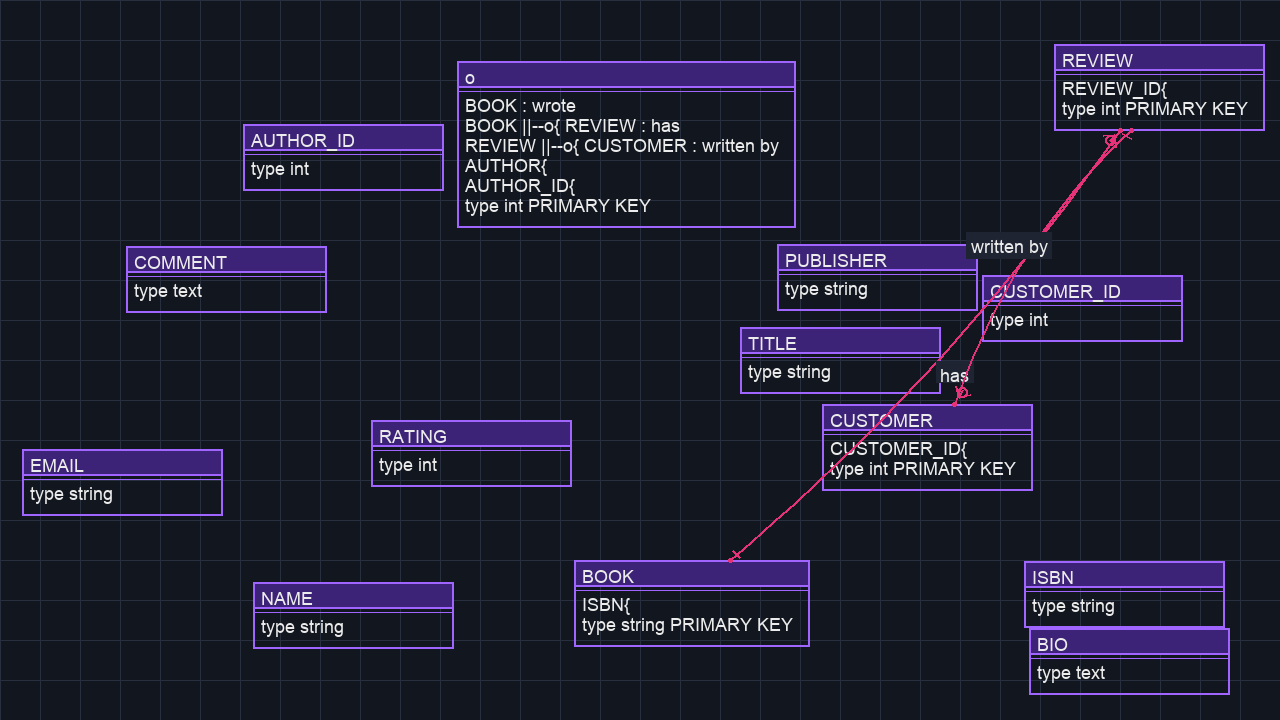 REVIEW
REVIEW_ID{
type int PRIMARY KEY
o
BOOK : wrote
BOOK ||--o{ REVIEW : has
REVIEW ||--o{ CUSTOMER : written by
AUTHOR{
AUTHOR_ID{
type int PRIMARY KEY
AUTHOR_ID
type int
COMMENT
type text
PUBLISHER
type string
written by
CUSTOMER_ID
type int
TITLE
type string
has
CUSTOMER
CUSTOMER_ID{
type int PRIMARY KEY
RATING
type int
EMAIL
type string
BOOK
ISBN{
type string PRIMARY KEY
ISBN
type string
NAME
type string
BIO
type text